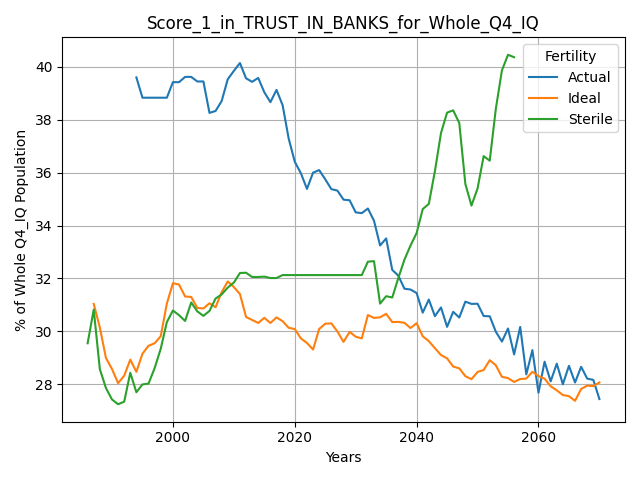 Score_1_in_TRUST_IN_BANKS_for_Whole_Q4_IQ
Fertility
Actual
Ideal
Sterile
% of Whole Q4_IQ Population
40
38
36
34
32
30
28
2000
2020
2040
2060
Years